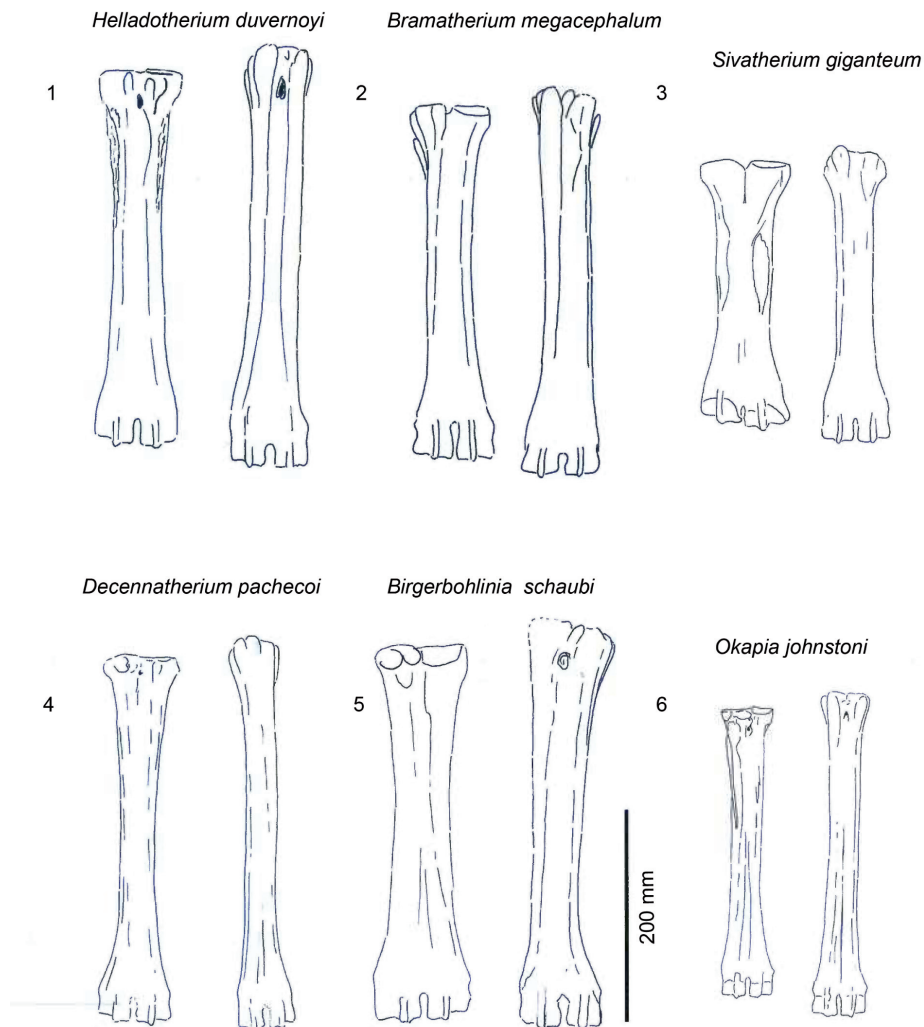 Helladotherium duvernoyi
Bramatherium megacephalum
Sivatherium giganteum
1
2
3
Decennatherium pachecoi
Birgerbohlinia schaubi
Okapia johnstoni
4
5
6
200 mm